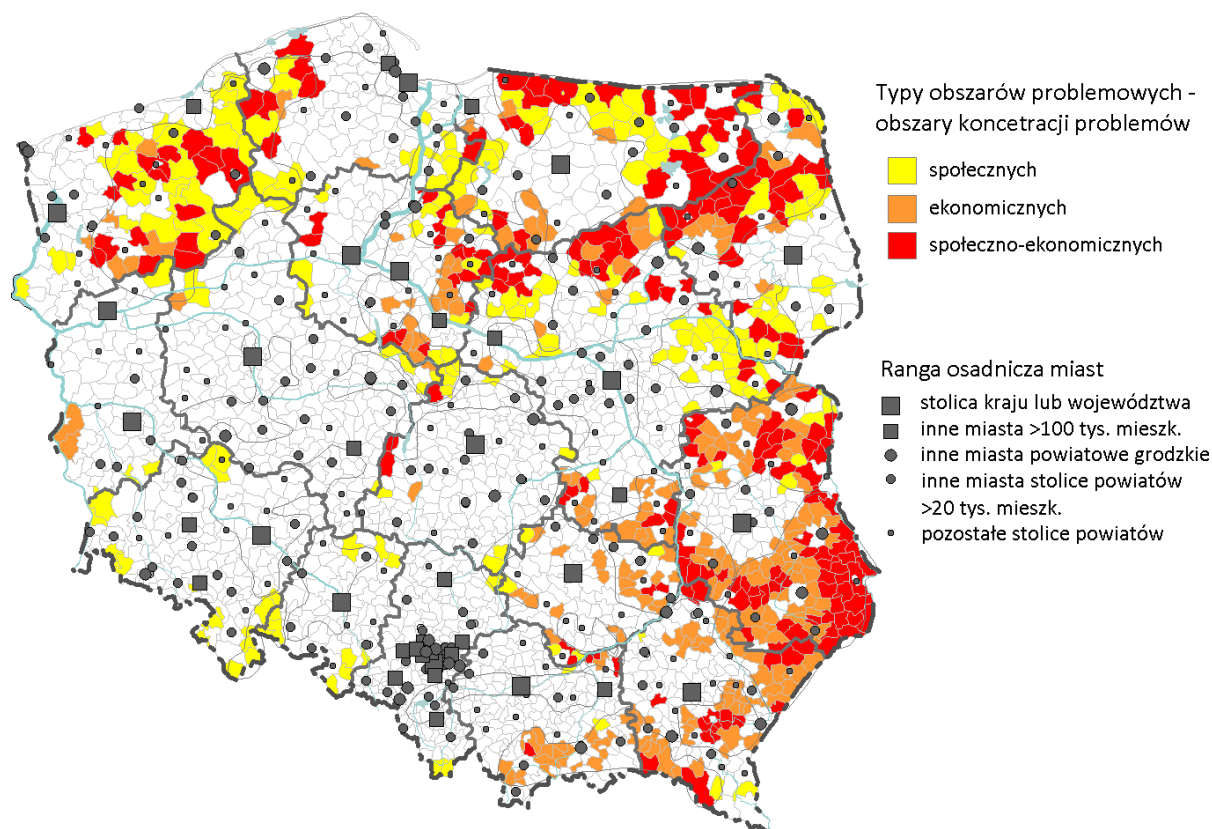 Typy obszarów problemowych -
obszary koncetracji problemów
społecznych
ekonomicznych
społeczno-ekonomicznych
Ranga osadnicza miast
stolica kraju lub województwa
inne miasta >100 tys. mieszk.
inne miasta powiatowe grodzkie
inne miasta stolice powiatów
>20 tys. mieszk.
pozostałe stolice powiatów